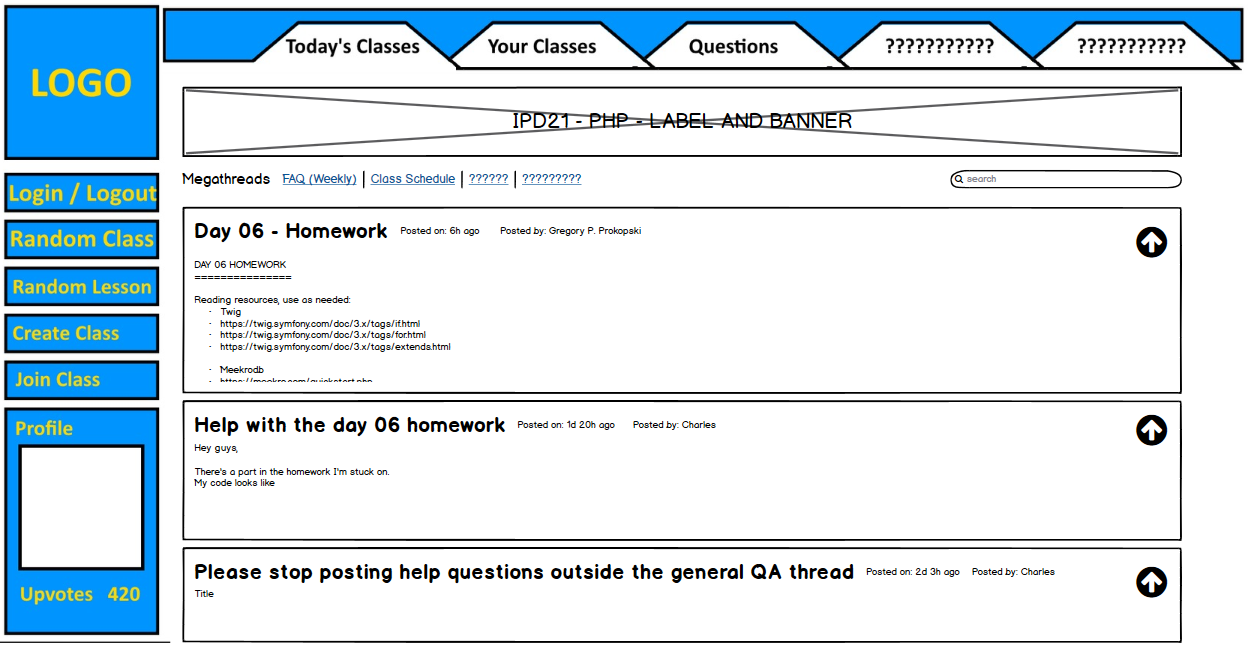 LOGO
Today's Classes
Your Classes
Questions
???????????
???????????
IPD21 - PHP - LABEL AND BANNER
Megathreads FAQ (Weekly) | Class Schedule | ?????? | ?????????
search
Login / Logout
Random Class
Random Lesson
Create Class
Join Class
Profile
Upvotes 420
Day 06 - Homework Posted on: 6h ago Posted by: Gregory P. Prokopski
DAY 06 HOMEWORK
===============
Reading resources, use as needed:
- Twig
- https://twig.symfony.com/doc/3.x/tags/if.html
- https://twig.symfony.com/doc/3.x/tags/for.html
- https://twig.symfony.com/doc/3.x/tags/extends.html
- Meekrodb
- https://meekro.com/quickstart.php
Help with the day 06 homework Posted on: 1d 20h ago Posted by: Charles
Hey guys,
There's a part in the homework I'm stuck on.
My code looks like
Please stop posting help questions outside the general QA thread Posted on: 2d 3h ago Posted by: Charles
Title